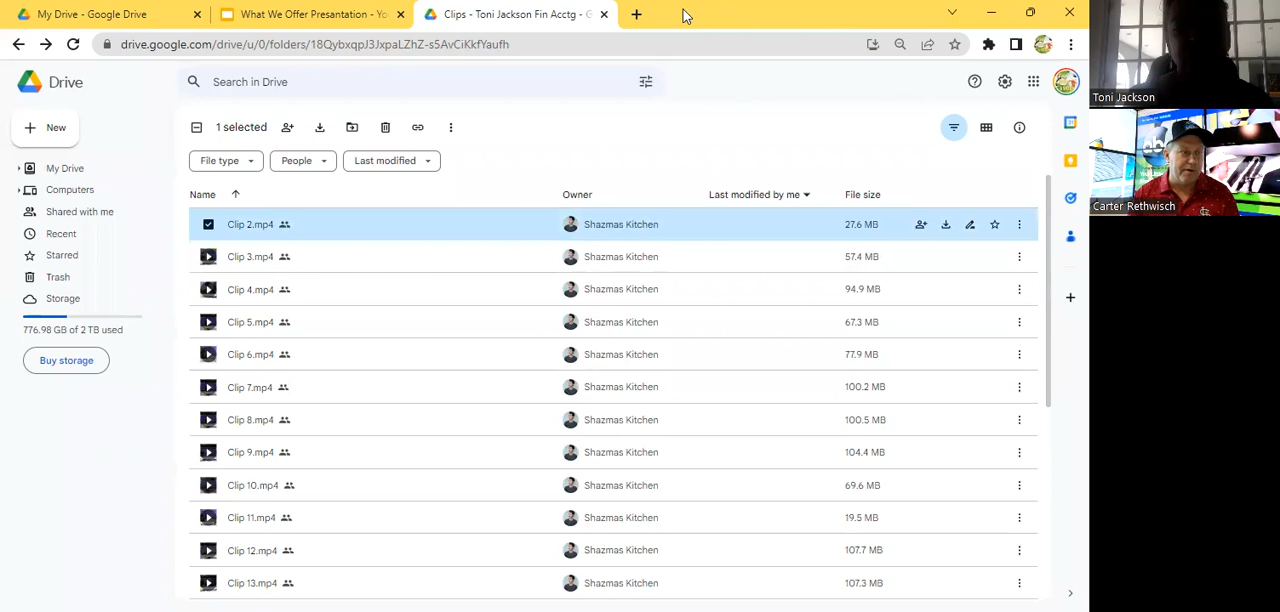 My Drive - Google Drive
What We Offer Presantation - Yo
Clips - Toni Jackson Fin Acctg - G
drive.google.com/drive/u/0/folders/18QybxqpJ3JxpaLZhZ-s5AvCiKkfYaufh
Drive
Search in Drive
New
1 selected
My Drive
Computers
Shared with me
Recent
Starred
Trash
Storage
776.98 GB of 2 TB used
Buy storage
File type
People
Last modified
Name
Owner
Last modified by me
File size
Clip 2.mp4
Shazmas Kitchen
27.6 MB
Clip 3.mp4
Shazmas Kitchen
57.4 MB
Clip 4.mp4
Shazmas Kitchen
94.9 MB
Clip 5.mp4
Shazmas Kitchen
67.3 MB
Clip 6.mp4
Shazmas Kitchen
77.9 MB
Clip 7.mp4
Shazmas Kitchen
100.2 MB
Clip 8.mp4
Shazmas Kitchen
100.5 MB
Clip 9.mp4
Shazmas Kitchen
104.4 MB
Clip 10.mp4
Shazmas Kitchen
69.6 MB
Clip 11.mp4
Shazmas Kitchen
19.5 MB
Clip 12.mp4
Shazmas Kitchen
107.7 MB
Clip 13.mp4
Shazmas Kitchen
107.3 MB
Toni Jackson
abc
Carter Rethwisch